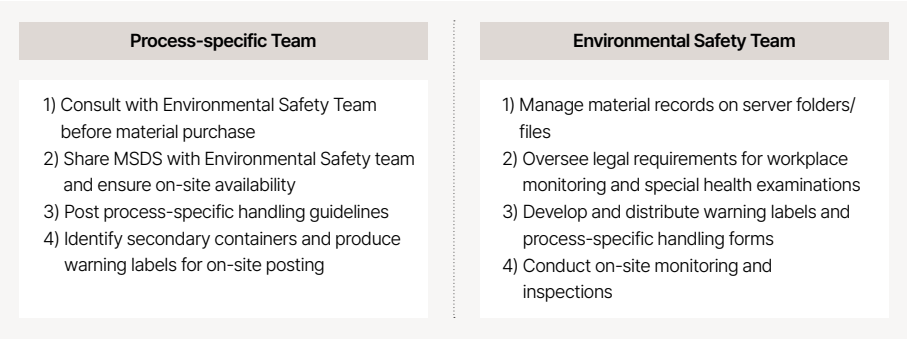 Process-specific Team
1) Consult with Environmental Safety Team
before material purchase
2) Share MSDS with Environmental Safety team
and ensure on-site availability
3) Post process-specific handling guidelines
4) Identify secondary containers and produce
warning labels for on-site posting
Environmental Safety Team
1) Manage material records on server folders/
files
2) Oversee legal requirements for workplace
monitoring and special health examinations
3) Develop and distribute warning labels and
process-specific handling forms
4) Conduct on-site monitoring and
inspections